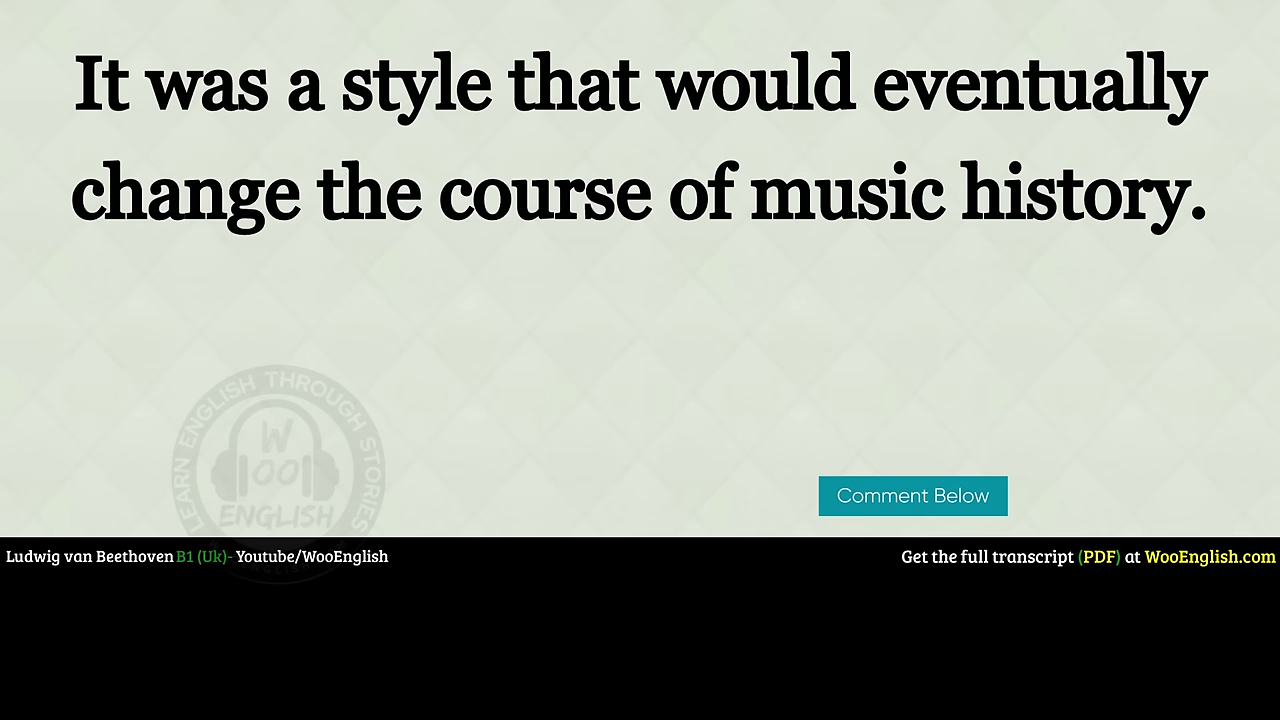 It was a style that would eventually
change the course of music history.
LEARN ENGLISH THROUGH STORIES
W
OO
ENGLISH
Comment Below
Ludwig van Beethoven B1 (Uk)- Youtube/WooEnglish
Get the full transcript (PDF) at WooEnglish.com